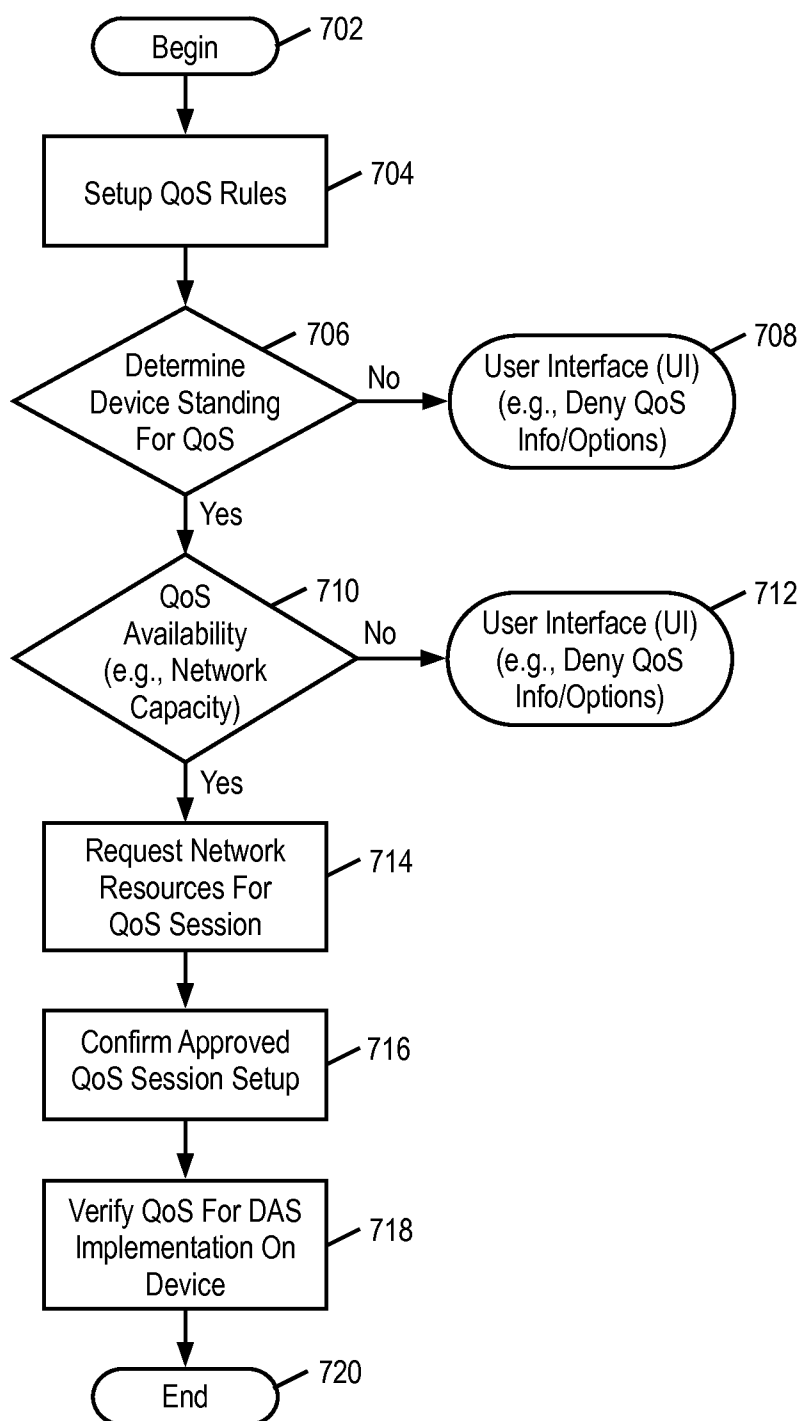 Begin
702
Setup QoS Rules
704
Determine
Device Standing
For QoS
706
No
User Interface (UI)
(e.g., Deny QoS
Info/Options)
708
Yes
QoS
Availability
(e.g., Network
Capacity)
710
No
User Interface (UI)
(e.g., Deny QoS
Info/Options)
712
Yes
Request Network
Resources For
QoS Session
714
Confirm Approved
QoS Session Setup
716
Verify QoS For DAS
Implementation On
Device
718
End
720